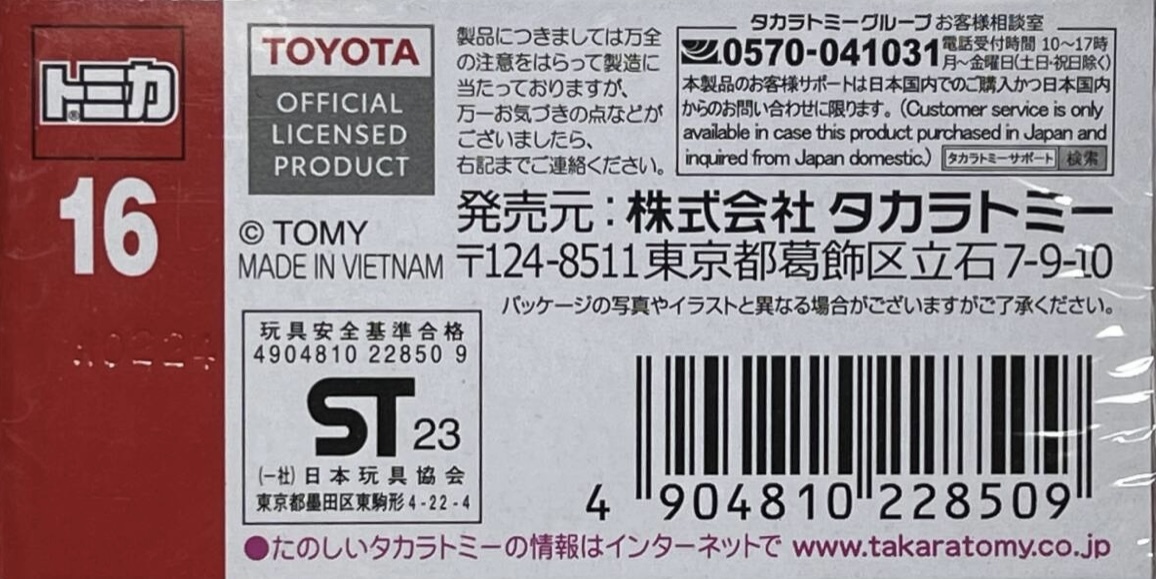 トミカ®
16
TOYOTA
OFFICIAL
LICENSED
PRODUCT
© TOMY
MADE IN VIETNAM
製品につきましては万全
の注意をはらって製造に
当たっておりますが、
万一お気づきの点などが
ございましたら、
右記までご連絡ください。
タカラトミーグループ お客様相談室
0570-041031 電話受付時間 10～17時
月～金曜日(土日・祝日除く)
本製品のお客様サポートは日本国内でのご購入かつ日本国内
からのお問い合わせに限ります。(Customer service is only
available in case this product purchased in Japan and
inquired from Japan domestic.) タカラトミーサポート 検索
発売元：株式会社 タカラトミー
〒124-8511 東京都葛飾区立石 7-9-10
パッケージの写真やイラストと異なる場合がございますがご了承ください。
玩具安全基準合格
4904810 22850 9
ST 23
(一社) 日本玩具協会
東京都墨田区東駒形 4-22-4
4 904810 228509
●たのしいタカラトミーの情報はインターネットで www.takaratomy.co.jp